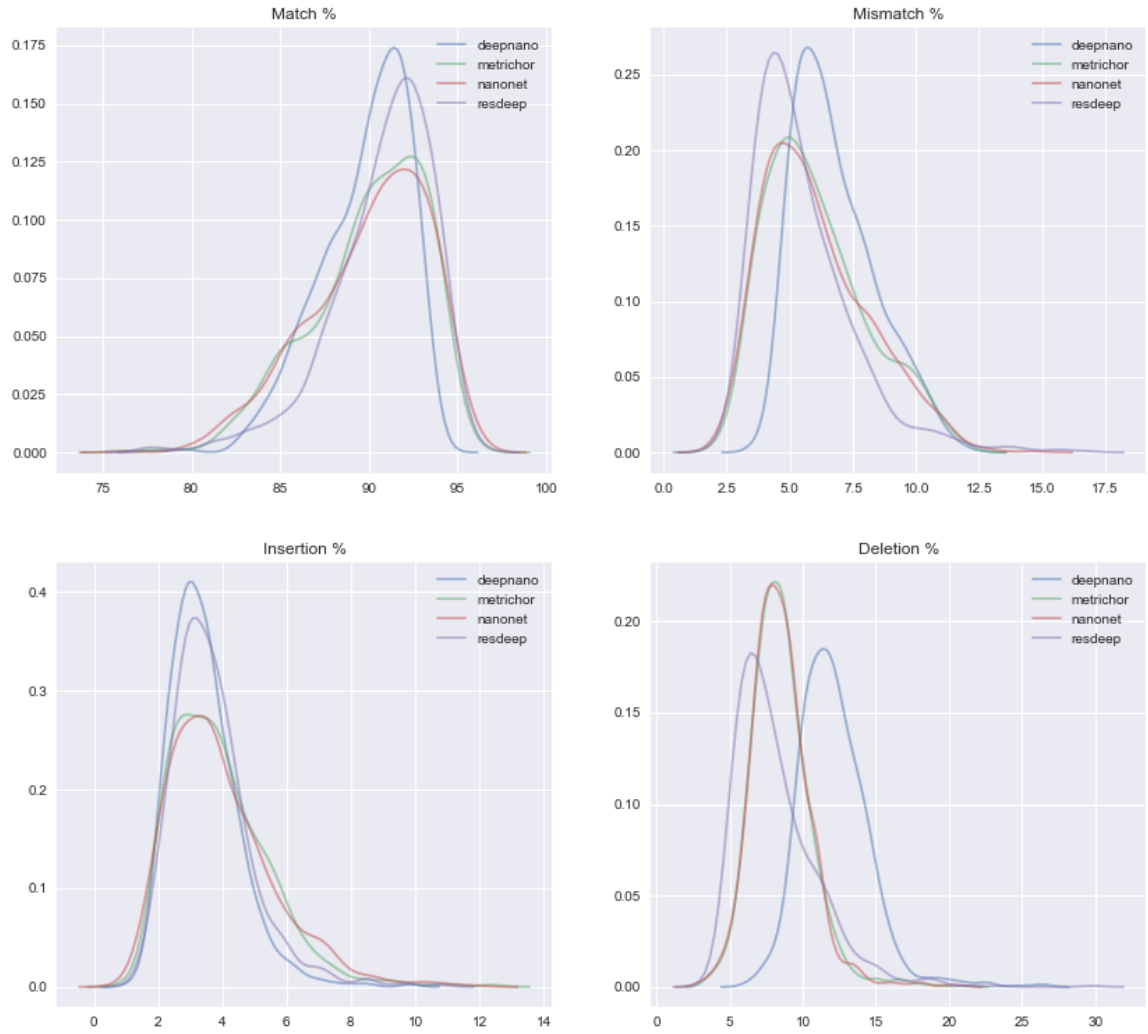 Match %
0.175
0.150
0.125
0.100
0.075
0.050
0.025
0.000
75 80 85 90 95 100
deepnano
metrichor
nanonet
resdeep
Mismatch %
0.25
0.20
0.15
0.10
0.05
0.00
0.0 2.5 5.0 7.5 10.0 12.5 15.0 17.5
deepnano
metrichor
nanonet
resdeep
Insertion %
0.4
0.3
0.2
0.1
0.0
0 2 4 6 8 10 12 14
deepnano
metrichor
nanonet
resdeep
Deletion %
0.20
0.15
0.10
0.05
0.00
0 5 10 15 20 25 30
deepnano
metrichor
nanonet
resdeep